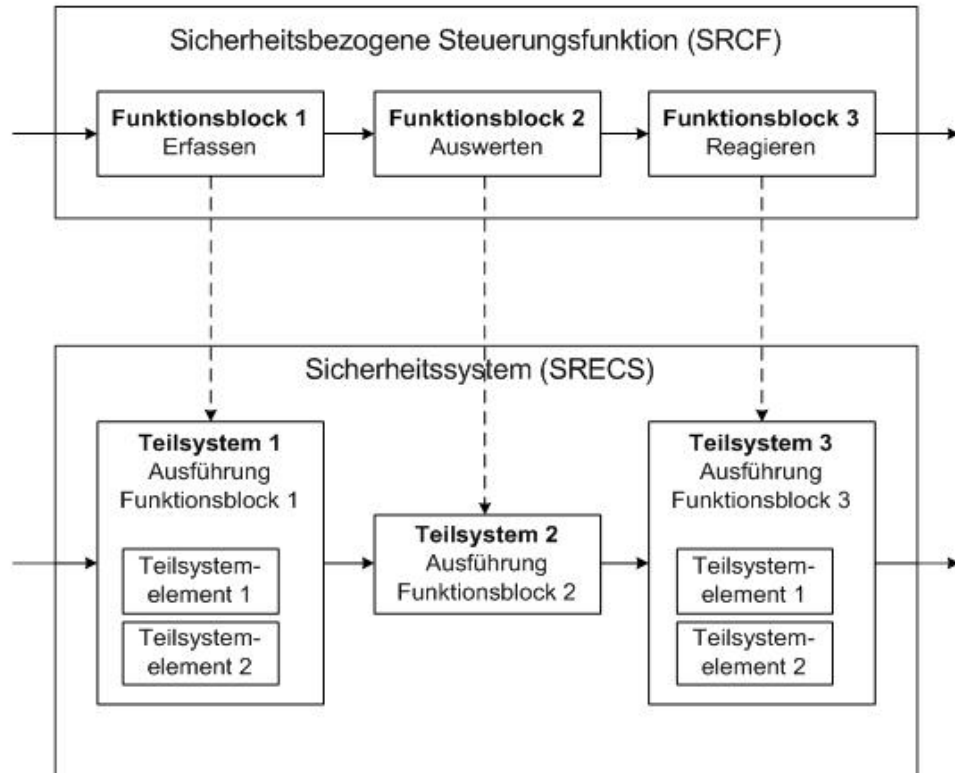 Sicherheitsbezogene Steuerungsfunktion (SRCF)
Funktionsblock 1
Erfassen
Funktionsblock 2
Auswerten
Funktionsblock 3
Reagieren
Sicherheitssystem (SRECS)
Teilsystem 1
Ausführung
Funktionsblock 1
Teilsystem-
element 1
Teilsystem-
element 2
Teilsystem 2
Ausführung
Funktionsblock 2
Teilsystem 3
Ausführung
Funktionsblock 3
Teilsystem-
element 1
Teilsystem-
element 2